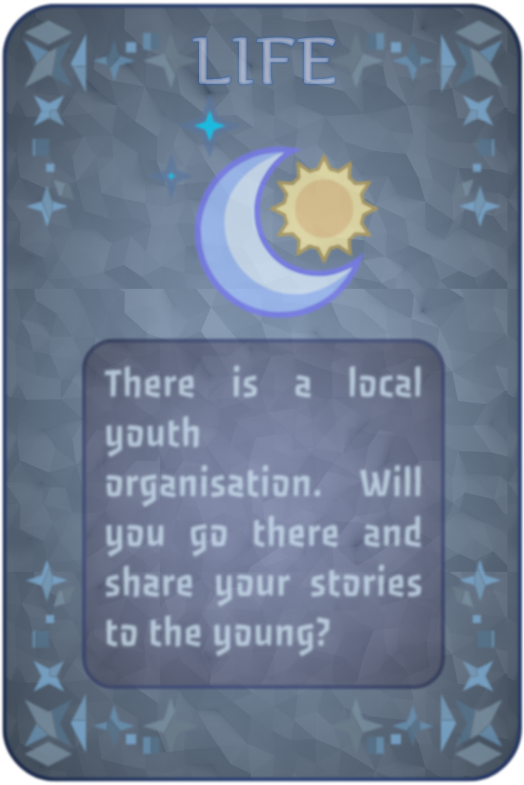 LIFE
There is a local
youth
organisation. Will
you go there and
share your stories
to the young?